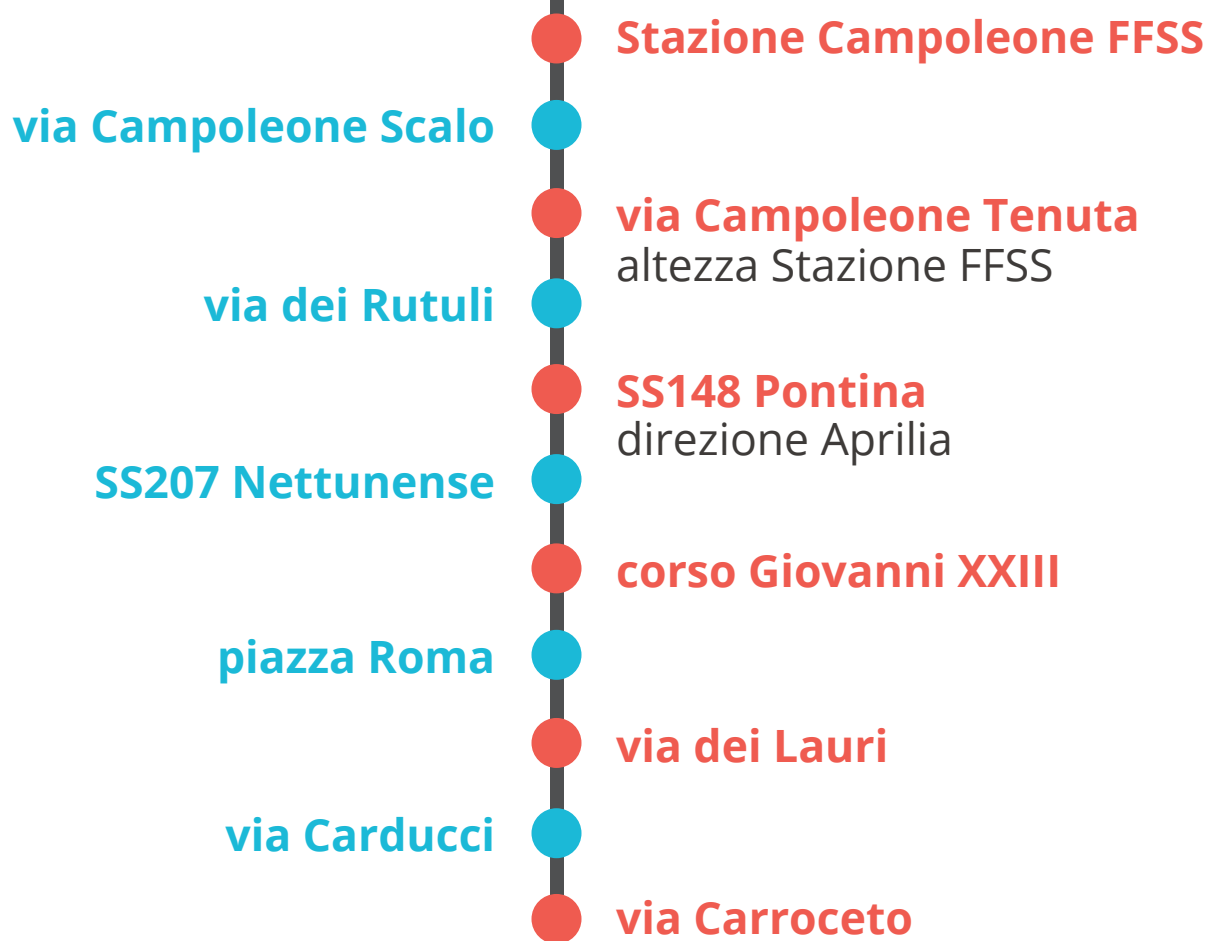 Stazione Campoleone FFSS
via Campoleone Scalo
via Campoleone Tenuta
altezza Stazione FFSS
via dei Rutuli
SS148 Pontina
direzione Aprilia
SS207 Nettunense
corso Giovanni XXIII
piazza Roma
via dei Lauri
via Carducci
via Carroceto